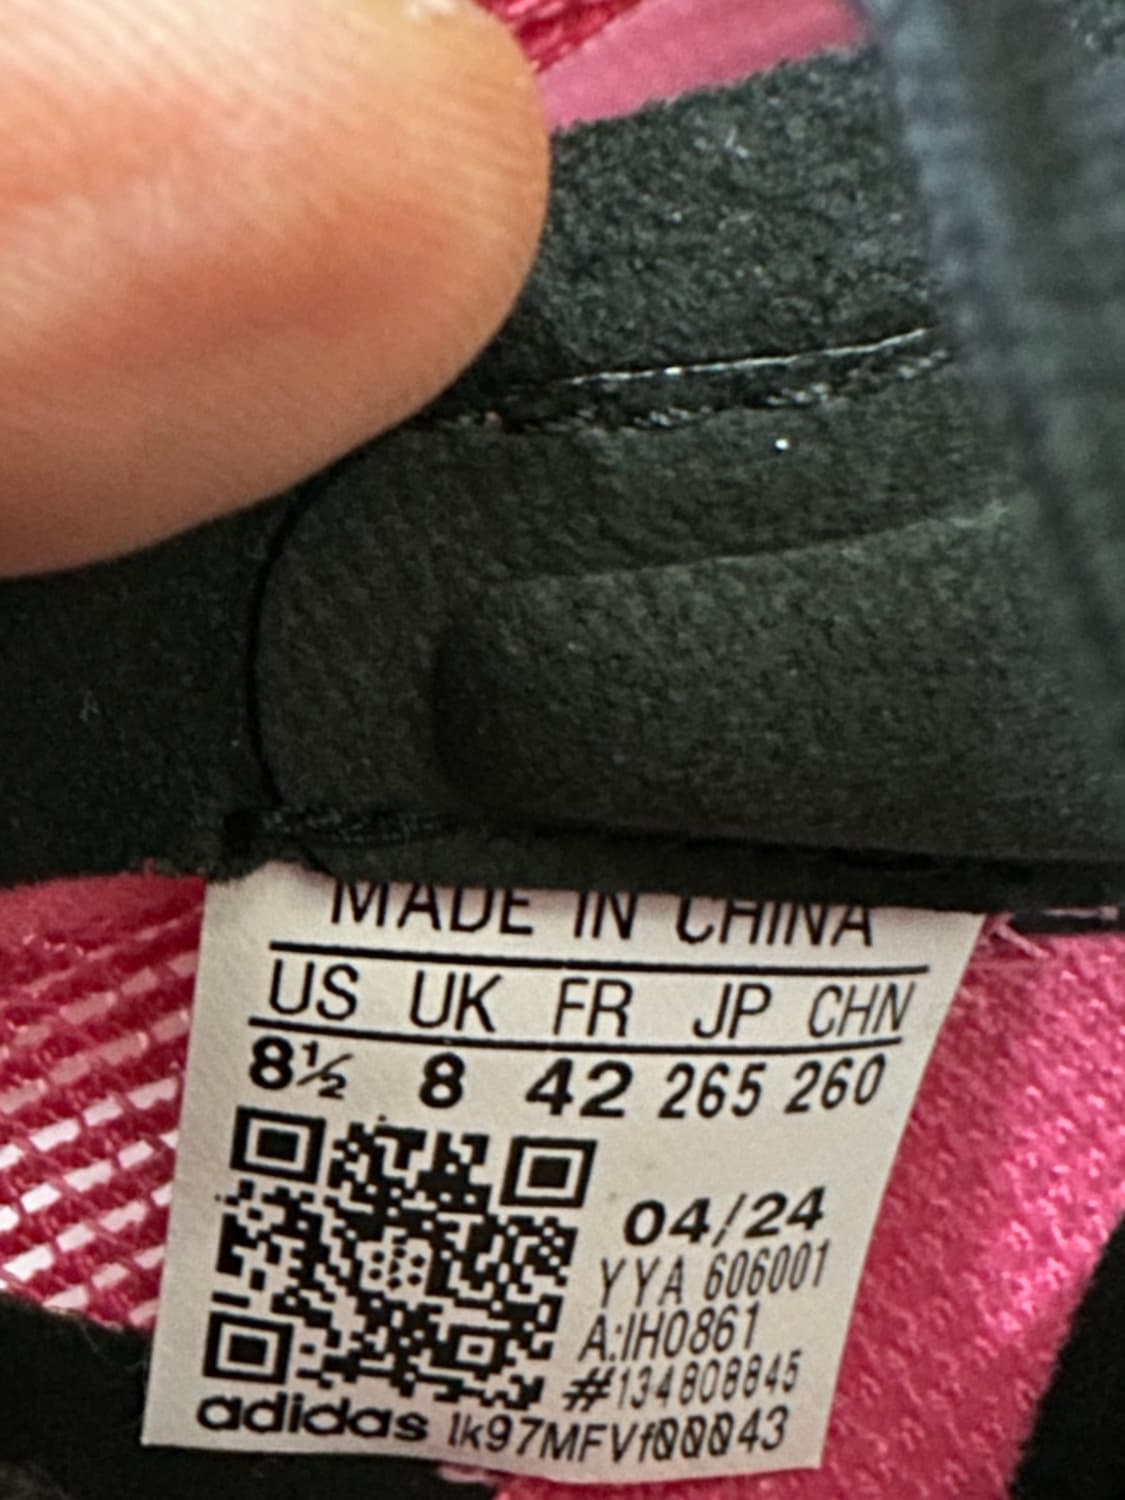 MADE IN CHINA
US UK FR JP CHN
8½ 8 42 265 260
04/24
YYA 606001
A:IH0861
#134808845
adidas lk97MFVf00043